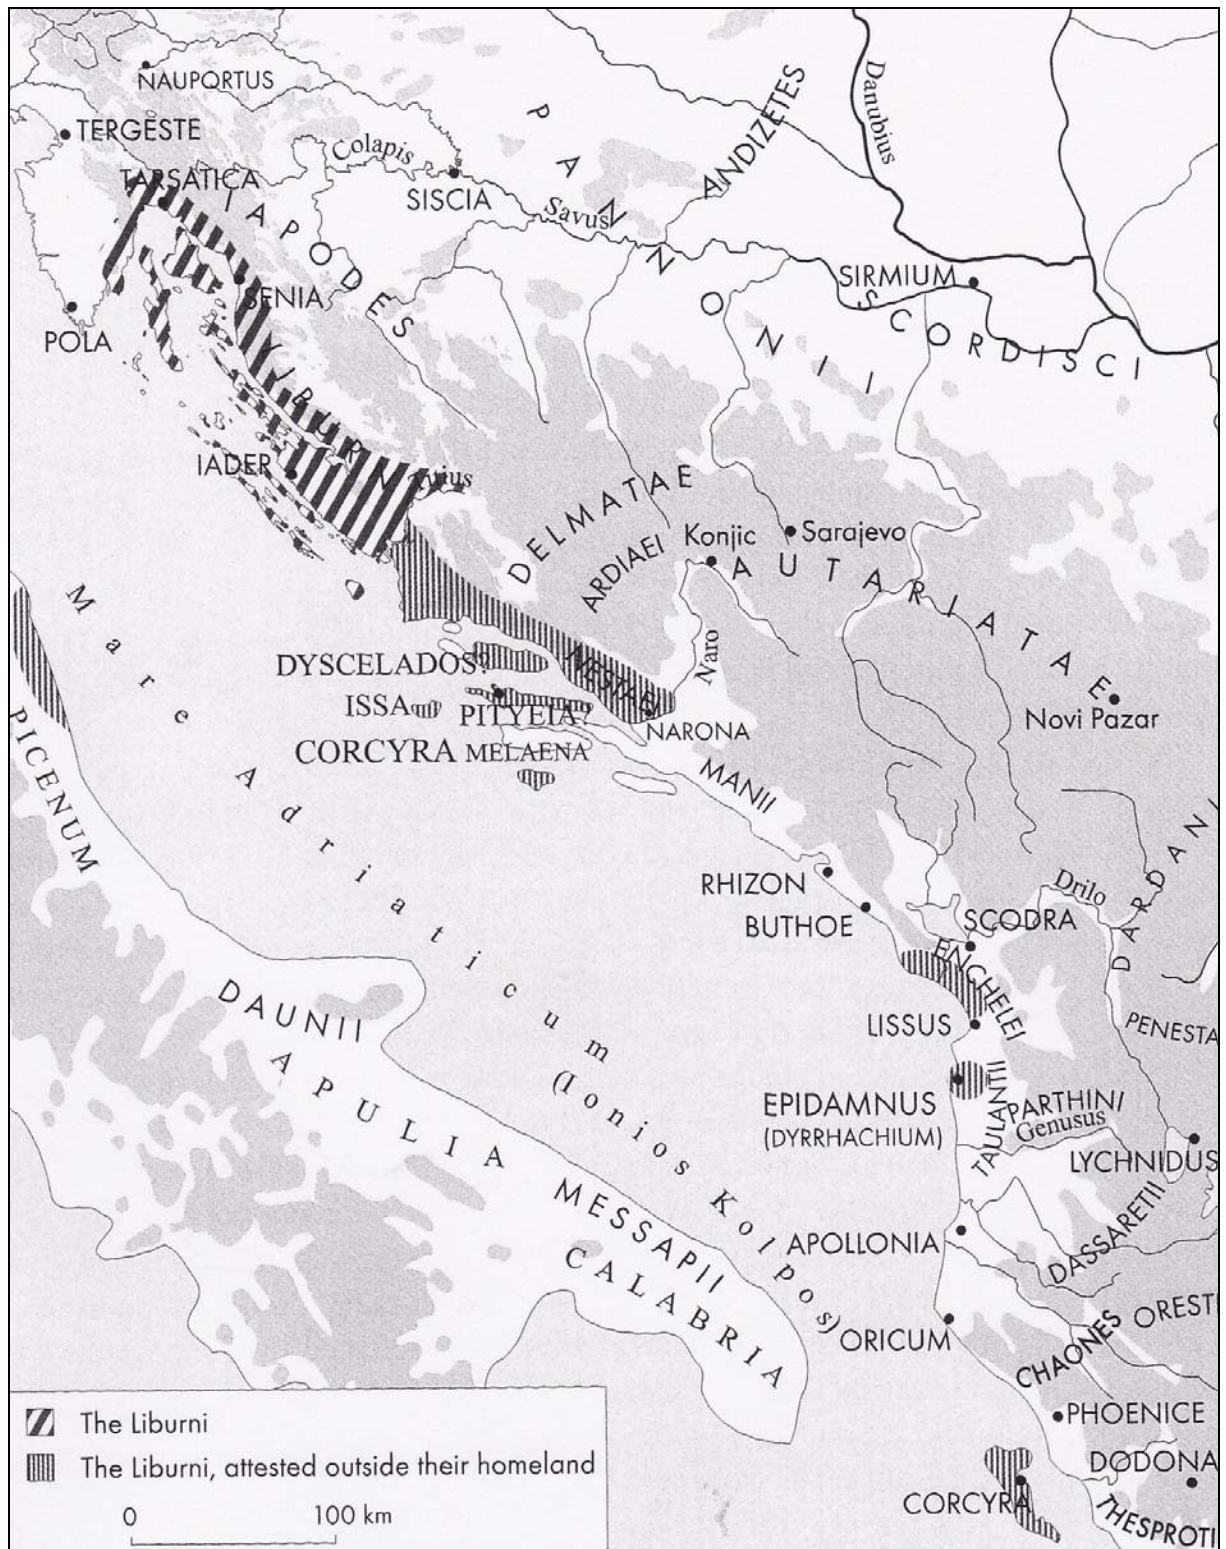 NAUPORTUS
TERGESTE
TARSATICA
Colapis
SISCIA
IAPODES
PANNONII
ANDIZETES
Danubius
Savus
SIRMIUM
SCORDISCI
SENIA
POLA
LIBURNI
IADER
DELMATAE
ARDIAEI
Konjic
Sarajevo
AUTARIATAE
Naro
Novi Pazar
DYSCELADOS?
NESTAEI
ISSA
PITYEIA?
NARONA
CORCYRA MELAENA
MANII
Mare Adriaticum
(Ionios Kolpos)
PICENUM
RHIZON
BUTHOE
SCODRA
Drilo
DARDANI
ENCHELEI
LISSUS
PENESTA
DAUNII
APULIA
EPIDAMNUS
(DYRRHACHIUM)
TAULANTII
PARTHINI
Genusus
LYCHNIDUS
MESSAPII
CALABRIA
APOLLONIA
DASSARETII
ORICUM
ORESTI
CHAONES
PHOENICE
DODONA
CORCYRA
THESPROTI
The Liburni
The Liburni, attested outside their homeland
0 100 km